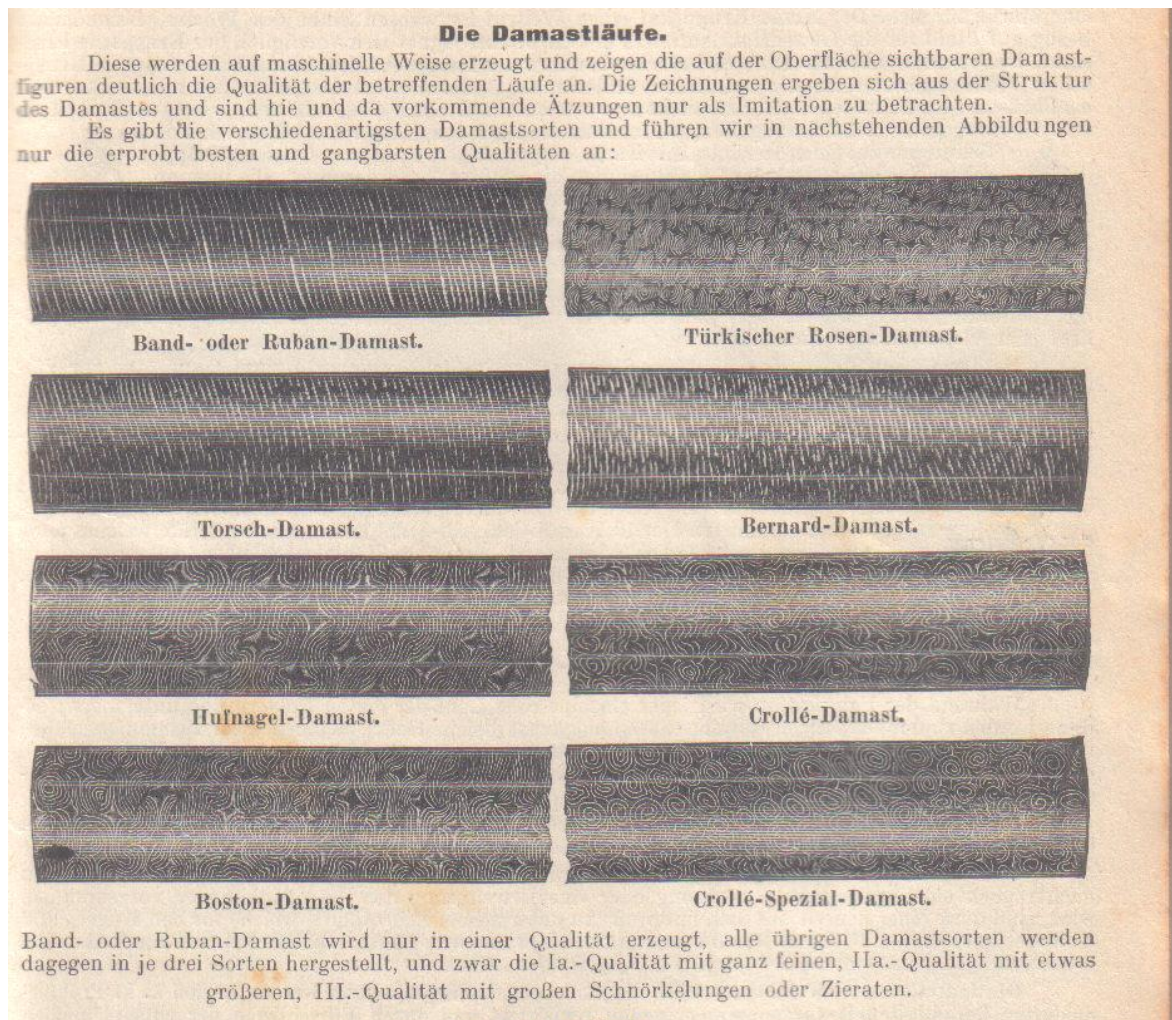 Die Damastläufe.
Diese werden auf maschinelle Weise erzeugt und zeigen die auf der Oberfläche sichtbaren Damast-
figuren deutlich die Qualität der betreffenden Läufe an. Die Zeichnungen ergeben sich aus der Struktur
des Damastes und sind hie und da vorkommende Ätzungen nur als Imitation zu betrachten.
Es gibt die verschiedenartigsten Damastsorten und führen wir in nachstehenden Abbildungen
nur die erprobt besten und gangbarsten Qualitäten an:
Band- oder Ruban-Damast.
Türkischer Rosen-Damast.
Torsch-Damast.
Bernard-Damast.
Hufnagel-Damast.
Crollé-Damast.
Boston-Damast.
Crollé-Spezial-Damast.
Band- oder Ruban-Damast wird nur in einer Qualität erzeugt, alle übrigen Damastsorten werden
dagegen in je drei Sorten hergestellt, und zwar die Ia.-Qualität mit ganz feinen, IIa.-Qualität mit etwas
größeren, III.-Qualität mit großen Schnörkelungen oder Zieraten.